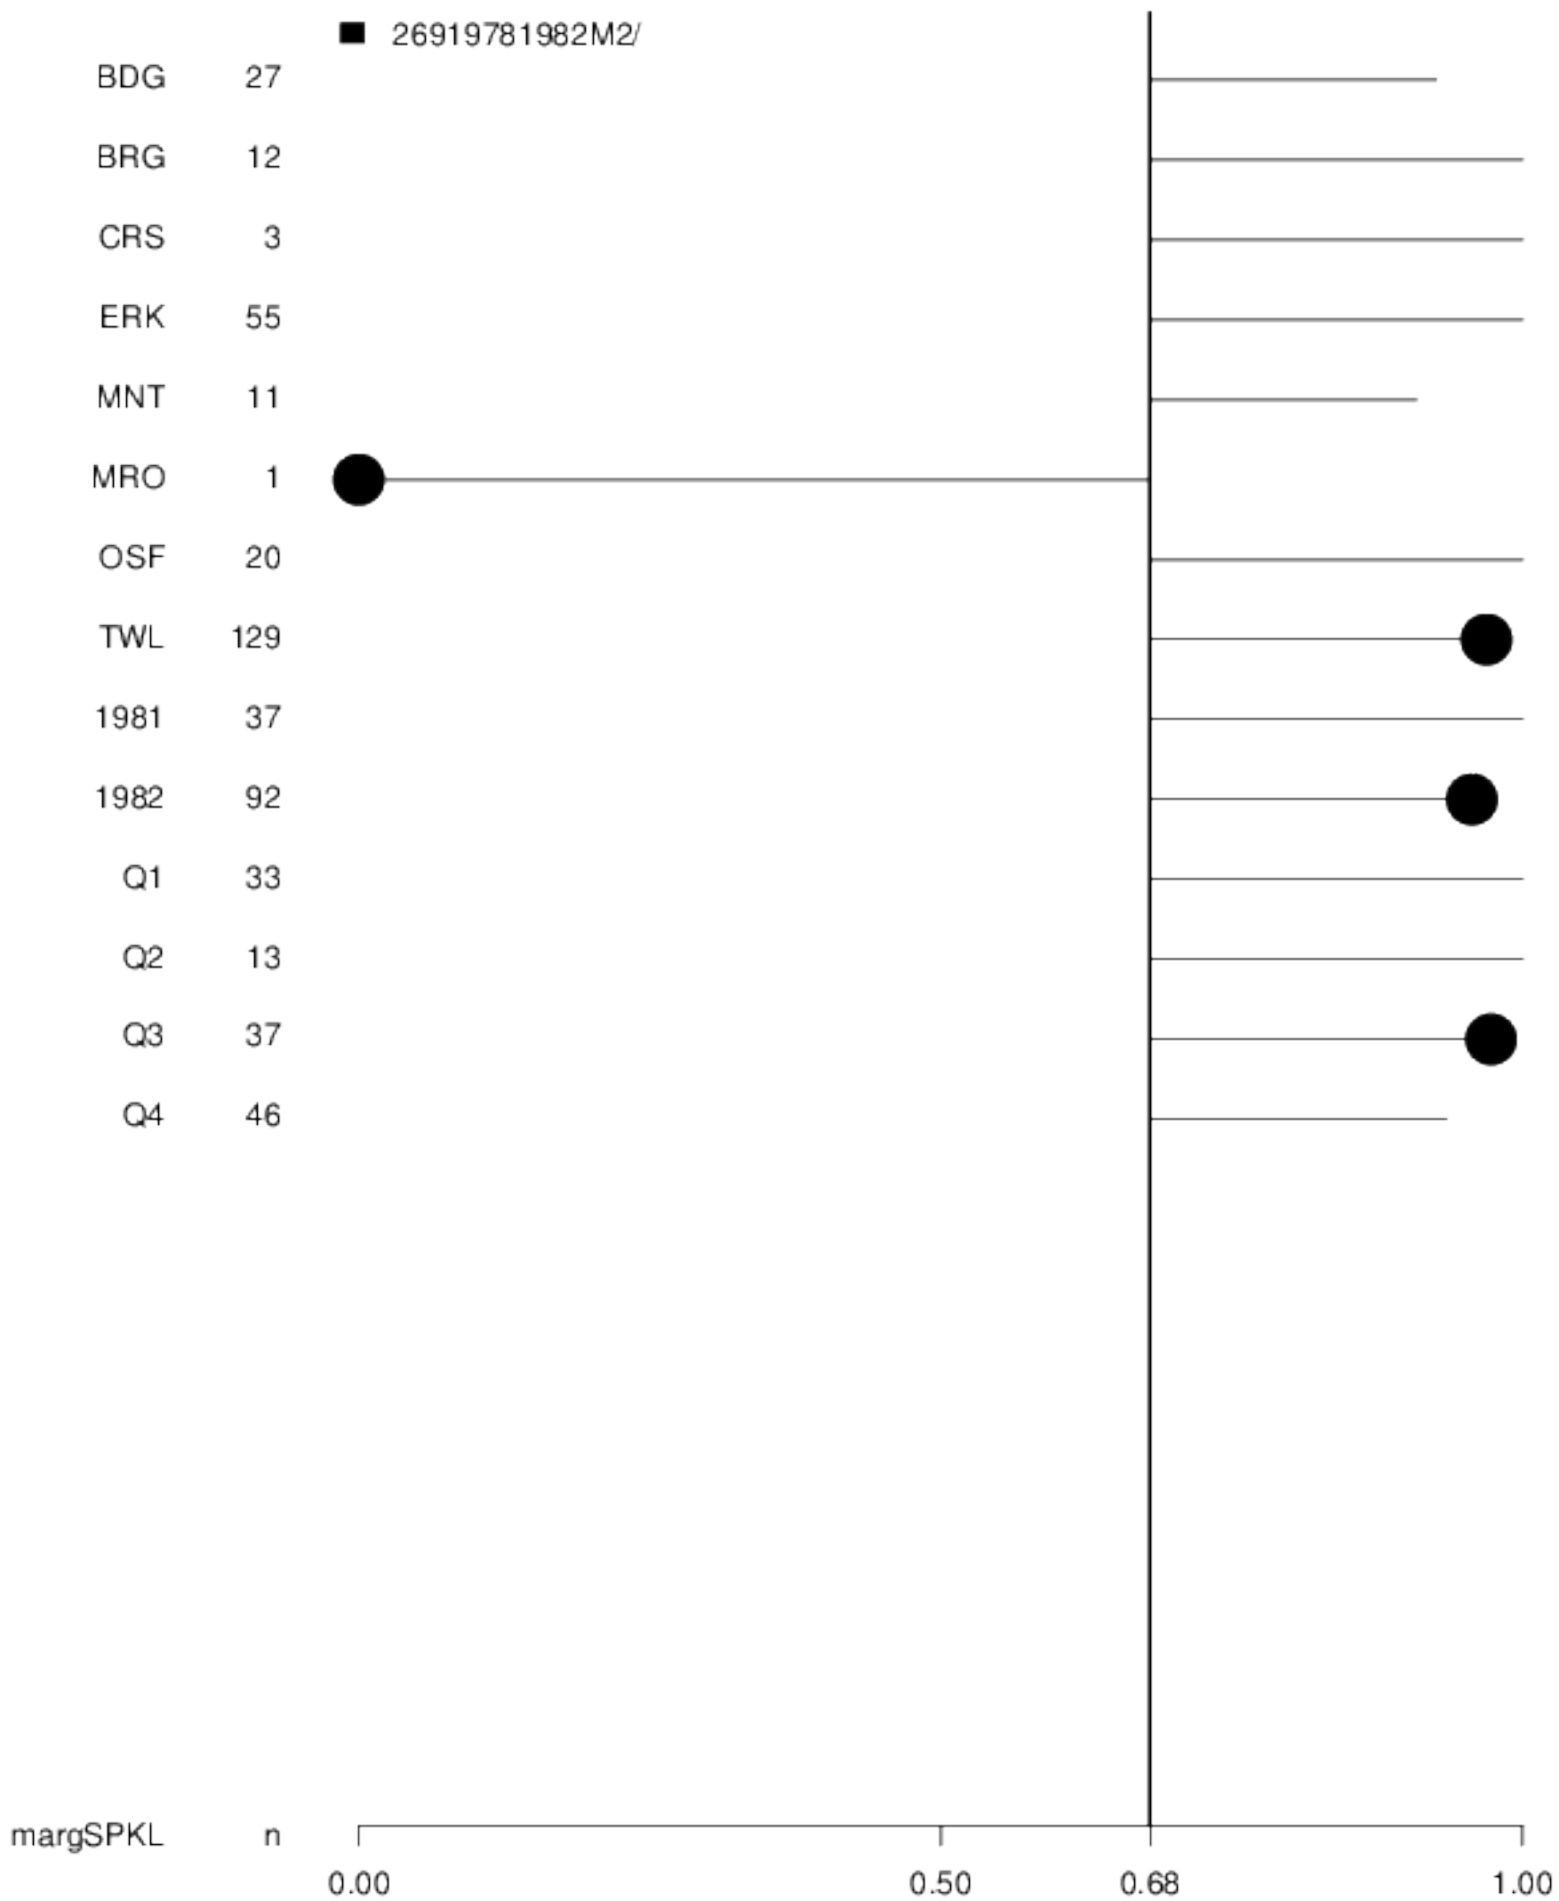 26919781982M2/
BDG 27
BRG 12
CRS 3
ERK 55
MNT 11
MRO 1
OSF 20
TWL 129
1981 37
1982 92
Q1 33
Q2 13
Q3 37
Q4 46
margSPKL n
0.00 0.50 0.68 1.00